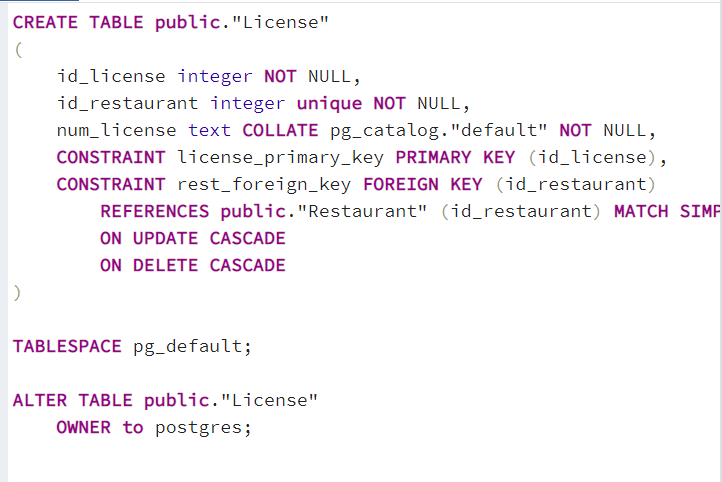 CREATE TABLE public."License"
(
id_license integer NOT NULL,
id_restaurant integer unique NOT NULL,
num_license text COLLATE pg_catalog."default" NOT NULL,
CONSTRAINT license_primary_key PRIMARY KEY (id_license),
CONSTRAINT rest_foreign_key FOREIGN KEY (id_restaurant)
REFERENCES public."Restaurant" (id_restaurant) MATCH SIMP
ON UPDATE CASCADE
ON DELETE CASCADE
)
TABLESPACE pg_default;
ALTER TABLE public."License"
OWNER to postgres;